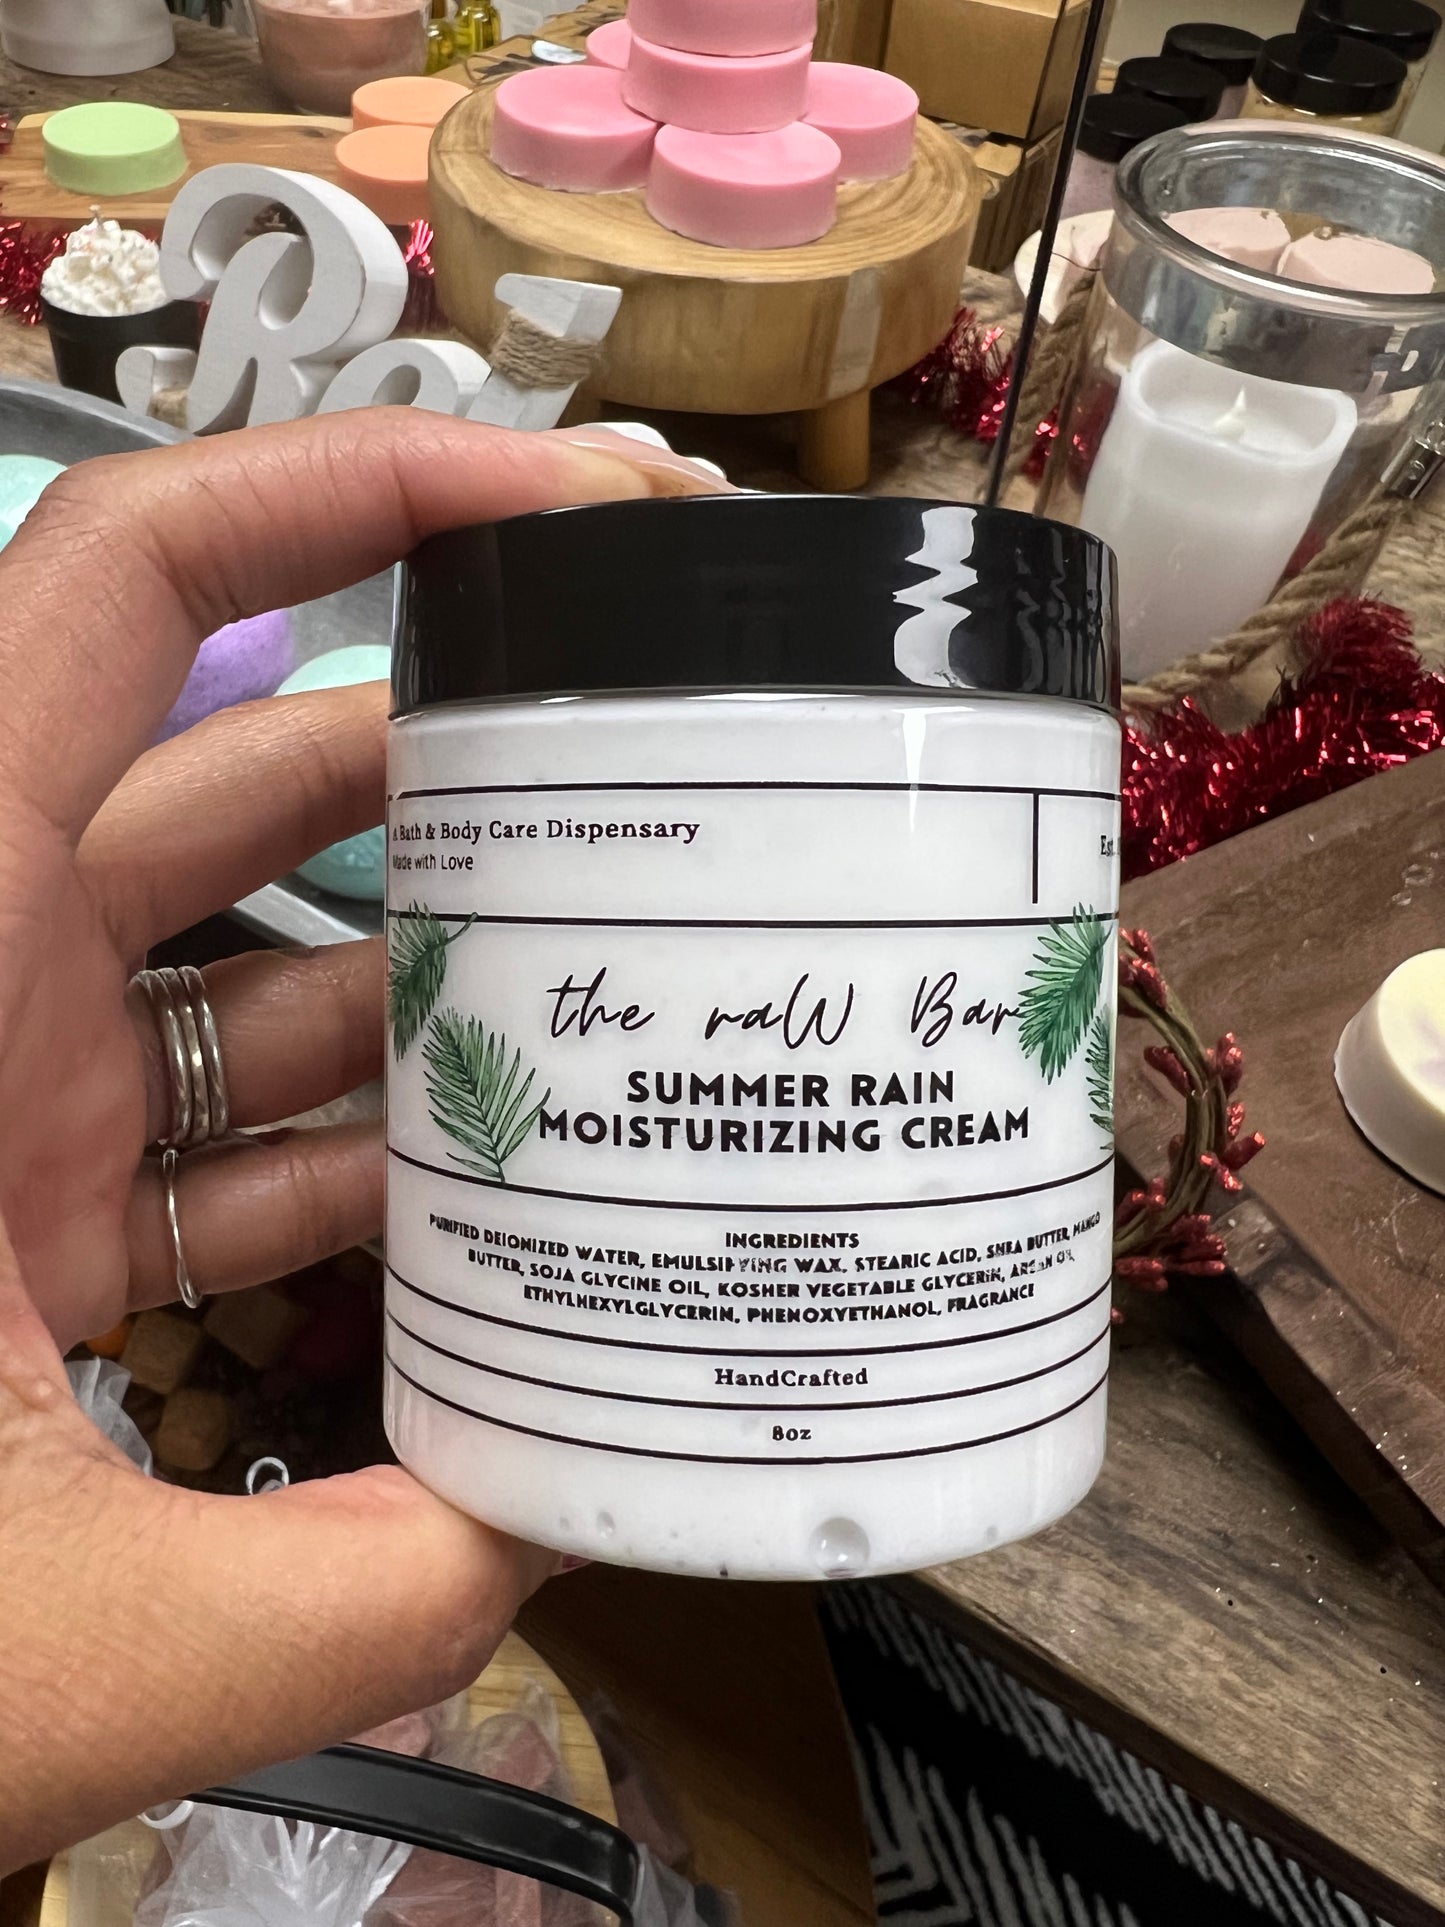 Bath & Body Care Dispensary
Made with Love
Est.
the raW Bar
SUMMER RAIN
MOISTURIZING CREAM
INGREDIENTS
PURIFIED DEIONIZED WATER, EMULSIFYING WAX, STEARIC ACID, SHEA BUTTER, MANGO
BUTTER, SOJA GLYCINE OIL, KOSHER VEGETABLE GLYCERIN, ARGAN OIL,
ETHYLHEXYLGLYCERIN, PHENOXYETHANOL, FRAGRANCE
HandCrafted
8oz